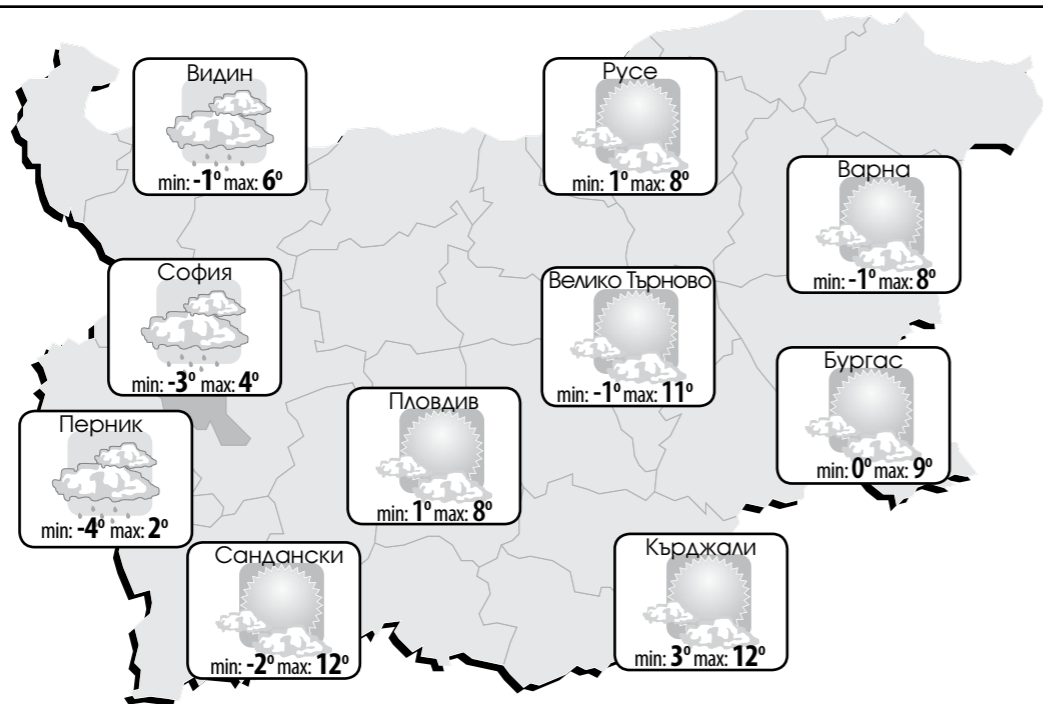 Видин
min: -1° max: 6°
Русе
min: 1° max: 8°
Варна
min: -1° max: 8°
София
min: -3° max: 4°
Велико Търново
min: -1° max: 11°
Бургас
min: 0° max: 9°
Пловдив
min: 1° max: 8°
Перник
min: -4° max: 2°
Сандански
min: -2° max: 12°
Кърджали
min: 3° max: 12°